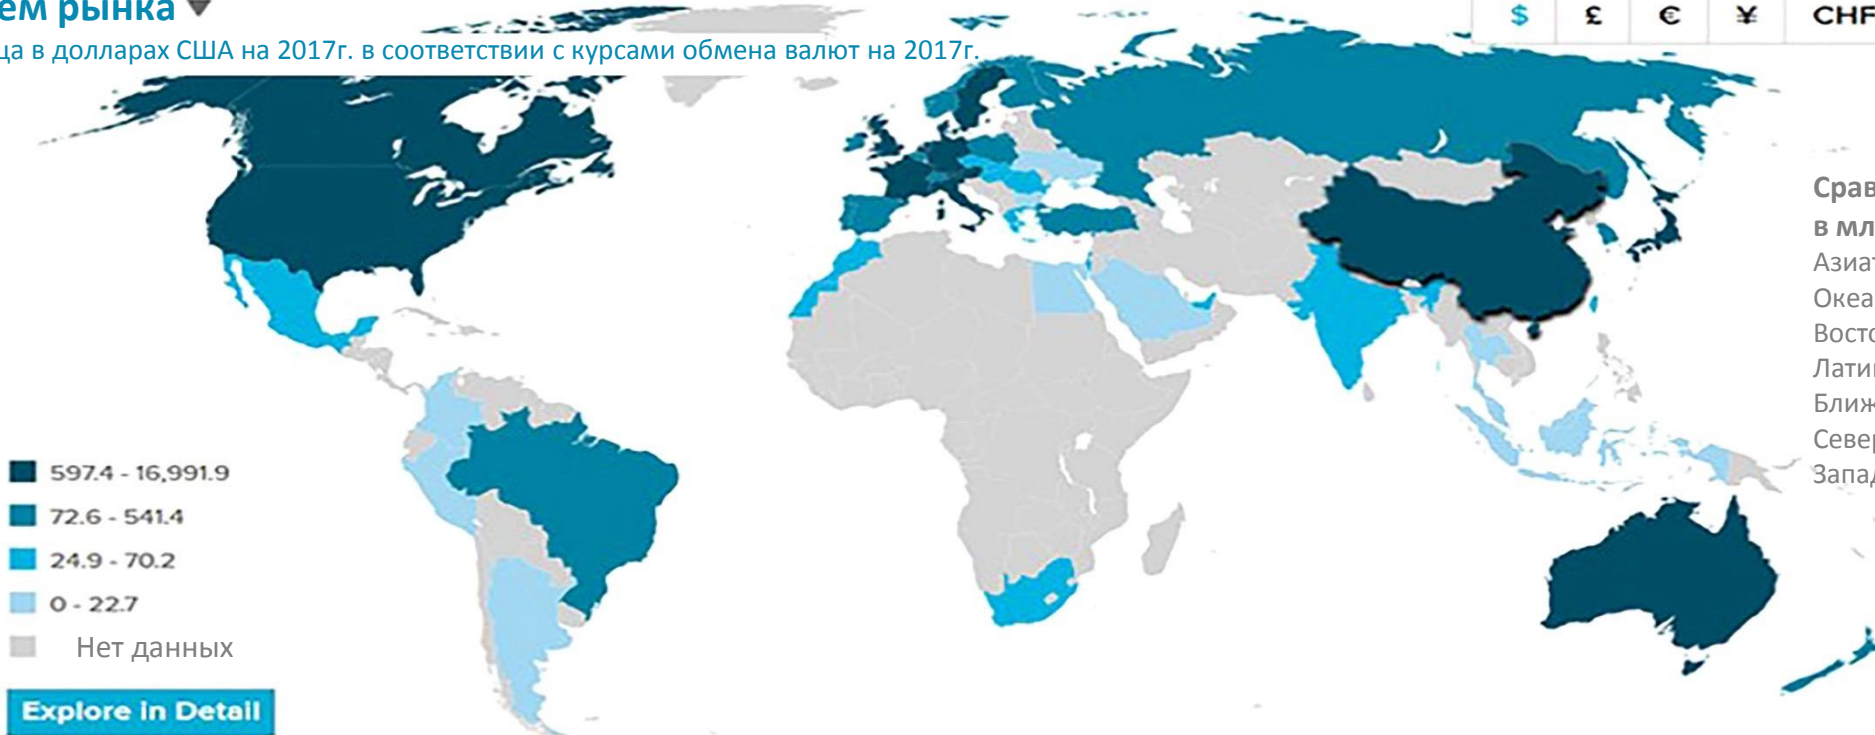 ем рынка
ца в долларах США на 2017г. в соответствии с курсами обмена валют на 2017г.
$ £ € ¥ CHF
Срав
в мл
Азиат
Океа
Восто
Лати
Ближ
Север
Запад
597.4 - 16,991.9
72.6 - 541.4
24.9 - 70.2
0 - 22.7
Нет данных
Explore in Detail